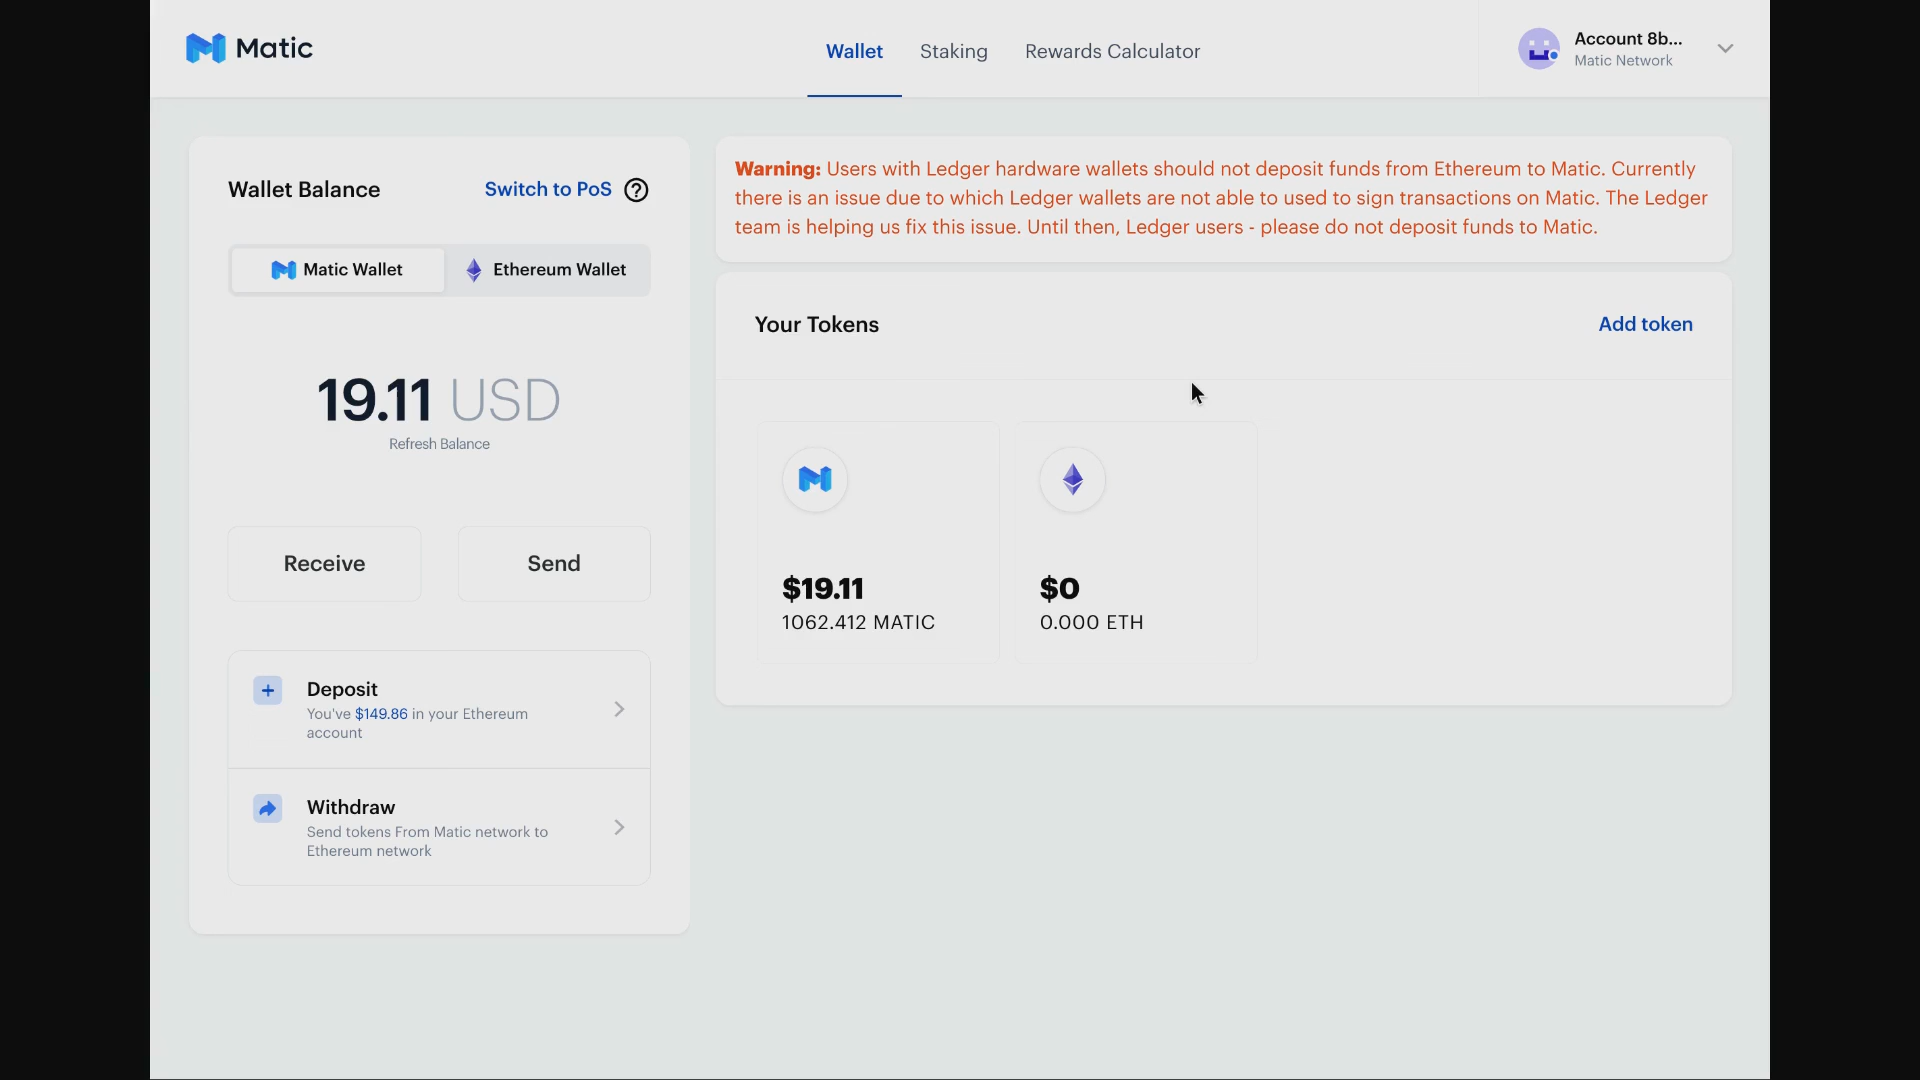 Matic
Wallet
Staking
Rewards Calculator
Account 8b...
Matic Network
Wallet Balance
Switch to PoS
Matic Wallet
Ethereum Wallet
19.11 USD
Refresh Balance
Receive
Send
Deposit
You've $149.86 in your Ethereum
account
Withdraw
Send tokens From Matic network to
Ethereum network
Warning: Users with Ledger hardware wallets should not deposit funds from Ethereum to Matic. Currently
there is an issue due to which Ledger wallets are not able to used to sign transactions on Matic. The Ledger
team is helping us fix this issue. Until then, Ledger users - please do not deposit funds to Matic.
Your Tokens
Add token
$19.11
1062.412 MATIC
$0
0.000 ETH